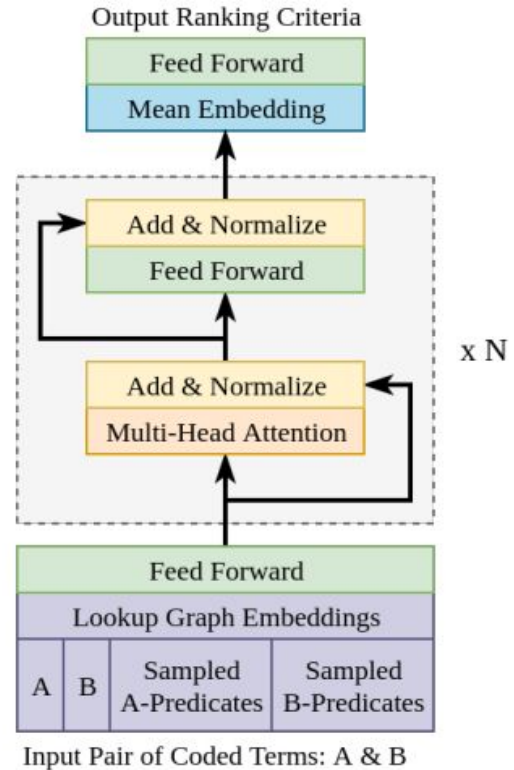 Output Ranking Criteria
Feed Forward
Mean Embedding
Add & Normalize
Feed Forward
x N
Add & Normalize
Multi-Head Attention
Feed Forward
Lookup Graph Embeddings
A
B
Sampled
A-Predicates
Sampled
B-Predicates
Input Pair of Coded Terms: A & B